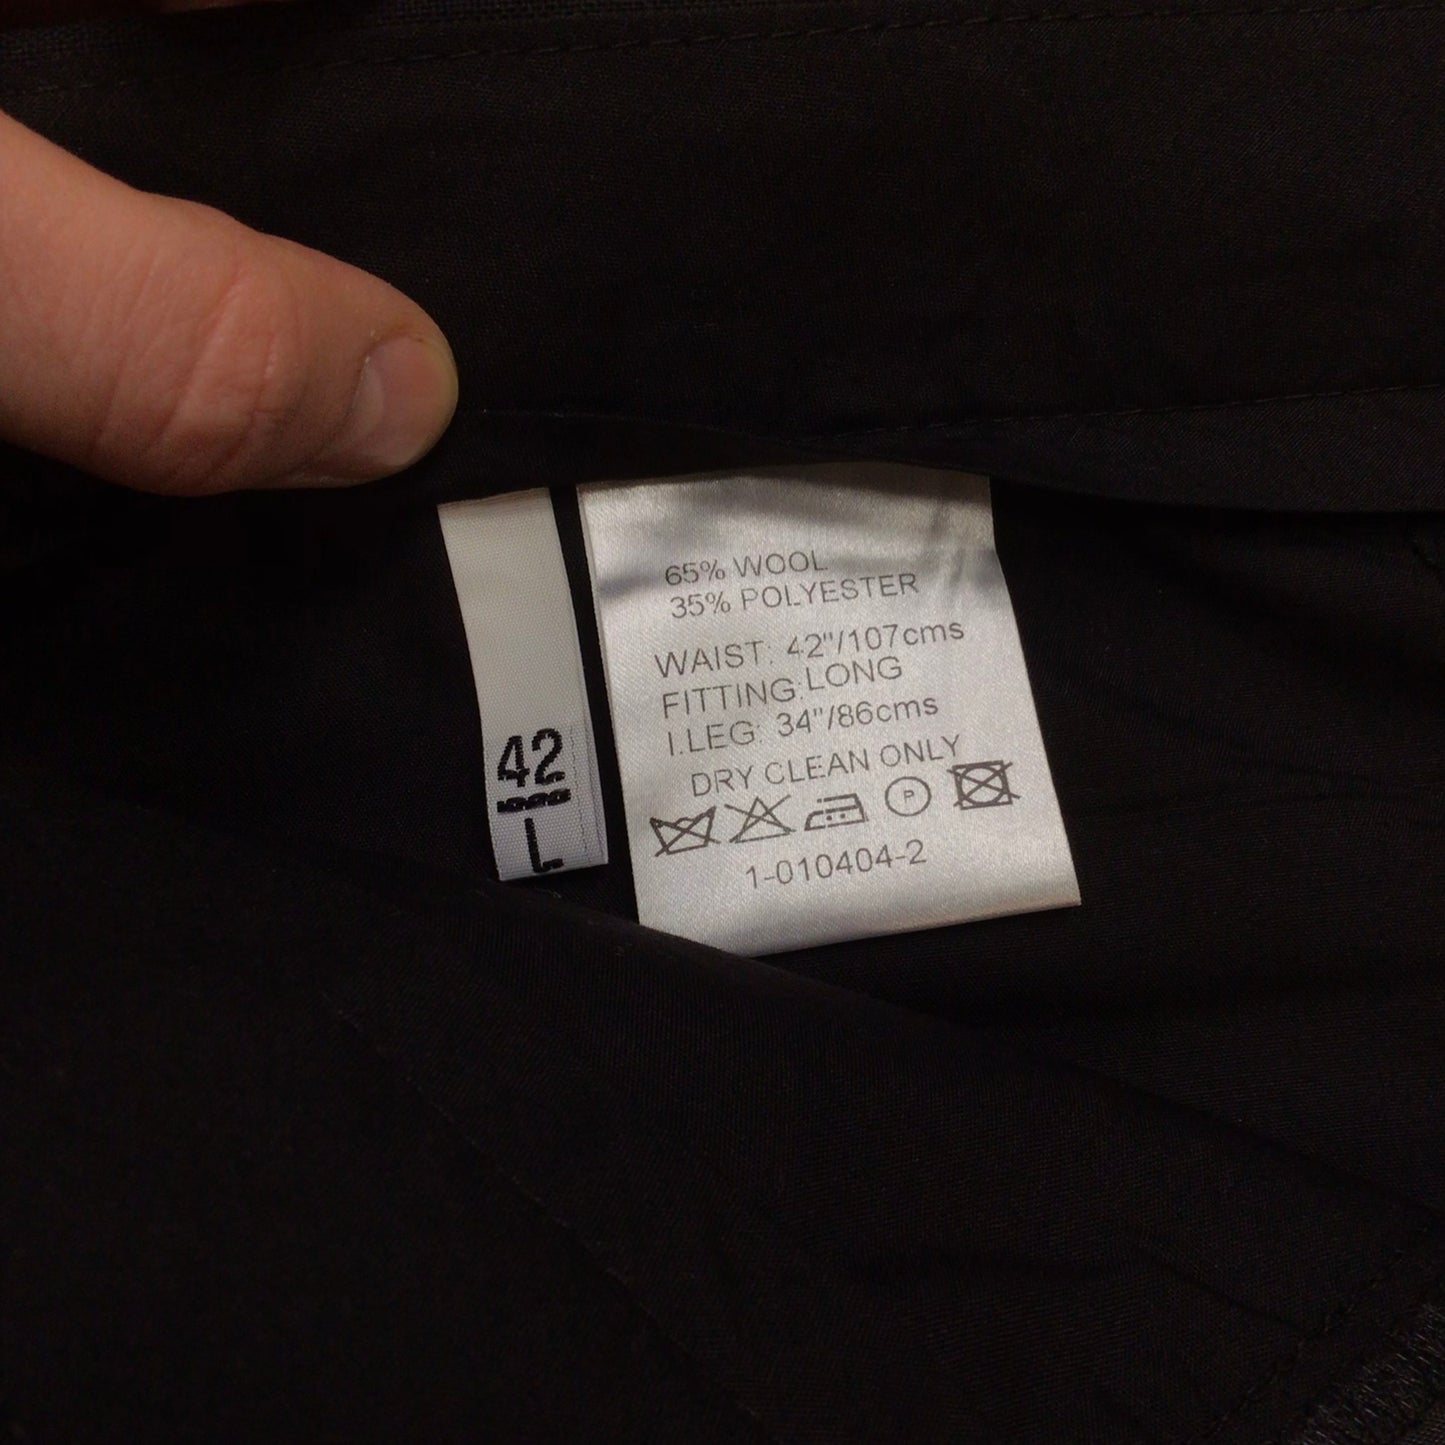 42
L
65% WOOL
35% POLYESTER
WAIST: 42"/107cms
FITTING: LONG
I.LEG: 34"/86cms
DRY CLEAN ONLY
P
1-010404-2